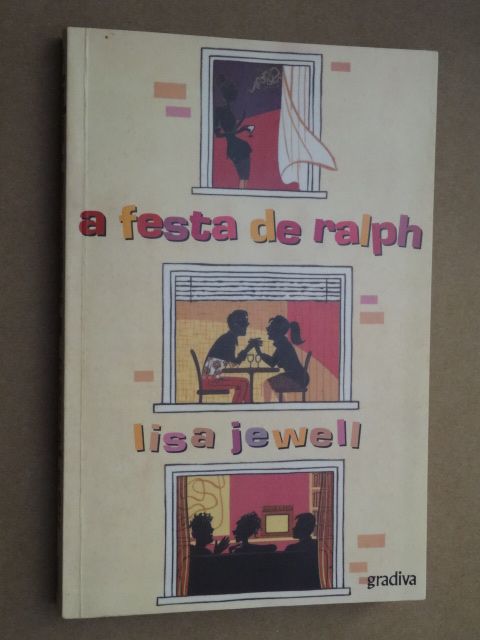 a festa de ralph
lisa jewell
gradiva